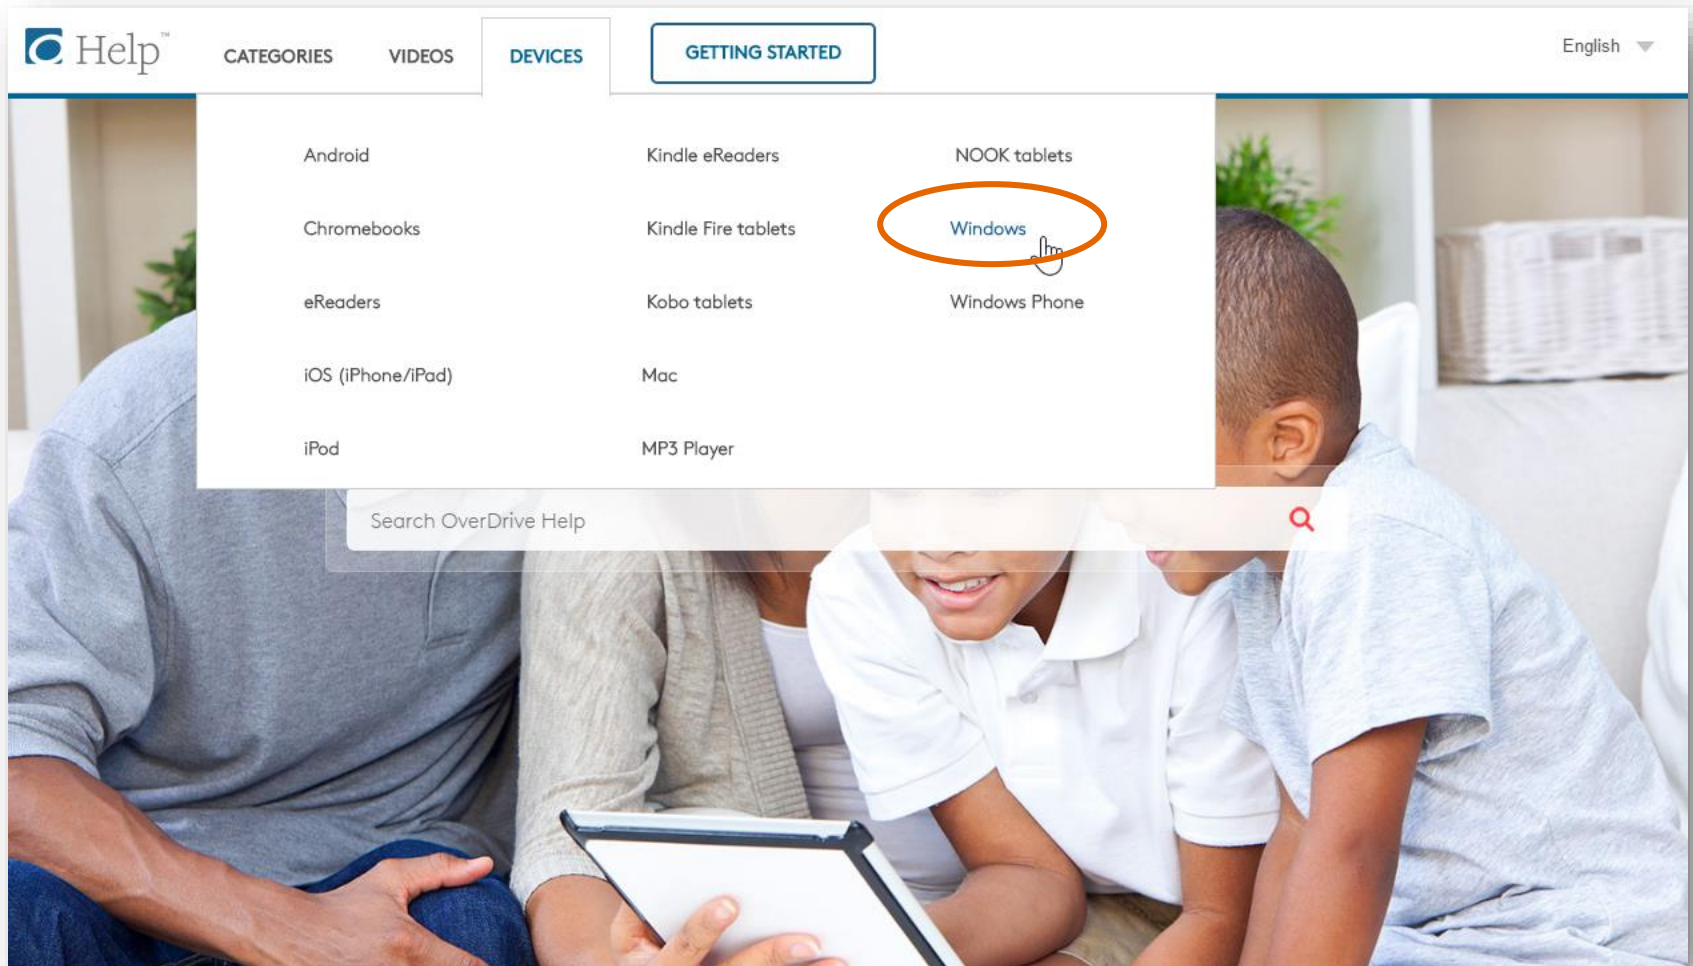 Help™
CATEGORIES VIDEOS DEVICES GETTING STARTED English
Android Kindle eReaders NOOK tablets
Chromebooks Kindle Fire tablets Windows
eReaders Kobo tablets Windows Phone
iOS (iPhone/iPad) Mac
iPod MP3 Player
Search OverDrive Help